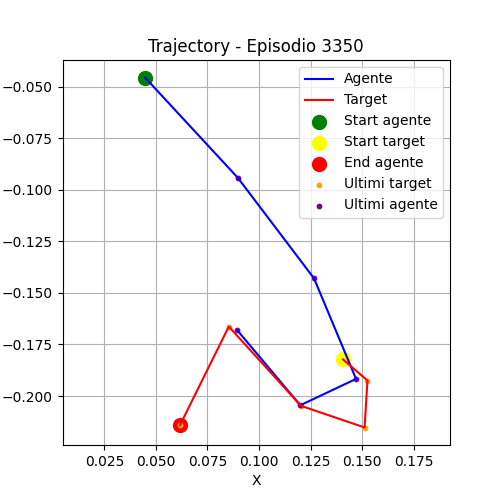 Trajectory - Episodio 3350
Agente
Target
Start agente
Start target
End agente
Ultimi target
Ultimi agente
−0.050
−0.075
−0.100
−0.125
−0.150
−0.175
−0.200
0.025 0.050 0.075 0.100 0.125 0.150 0.175
X